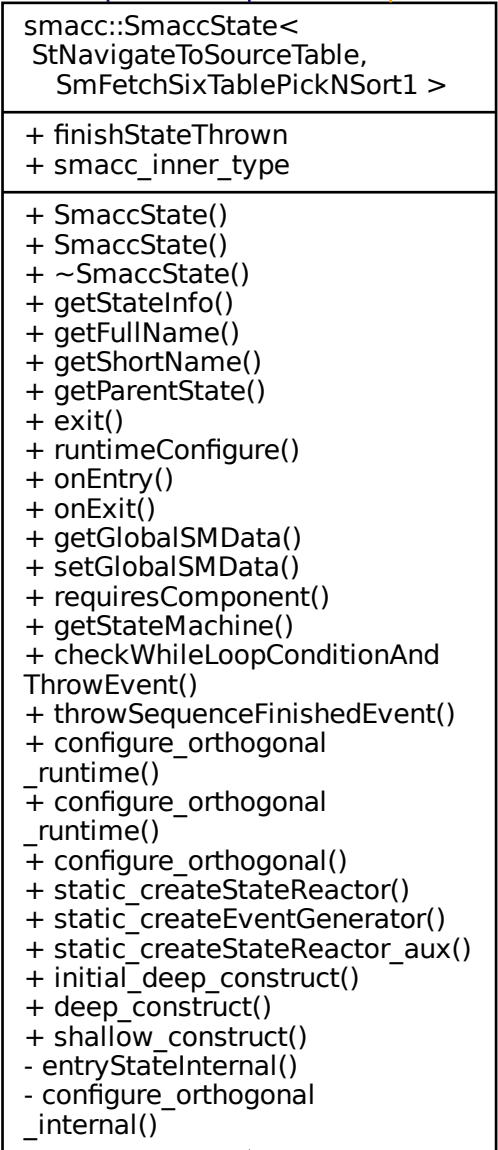 smacc::SmaccState<
StNavigateToSourceTable,
SmFetchSixTablePickNSort1 >
+ finishStateThrown
+ smacc_inner_type
+ SmaccState()
+ SmaccState()
+ ~SmaccState()
+ getStateInfo()
+ getFullName()
+ getShortName()
+ getParentState()
+ exit()
+ runtimeConfigure()
+ onEntry()
+ onExit()
+ getGlobalSMData()
+ setGlobalSMData()
+ requiresComponent()
+ getStateMachine()
+ checkWhileLoopConditionAnd
ThrowEvent()
+ throwSequenceFinishedEvent()
+ configure_orthogonal
_runtime()
+ configure_orthogonal
_runtime()
+ configure_orthogonal()
+ static_createStateReactor()
+ static_createEventGenerator()
+ static_createStateReactor_aux()
+ initial_deep_construct()
+ deep_construct()
+ shallow_construct()
- entryStateInternal()
- configure_orthogonal
_internal()